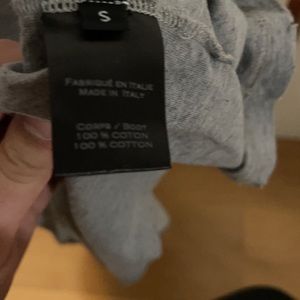 S
FABRIQUÉ EN ITALIE
MADE IN ITALY
CORPS / BODY
100 % COTON
100 % COTTON